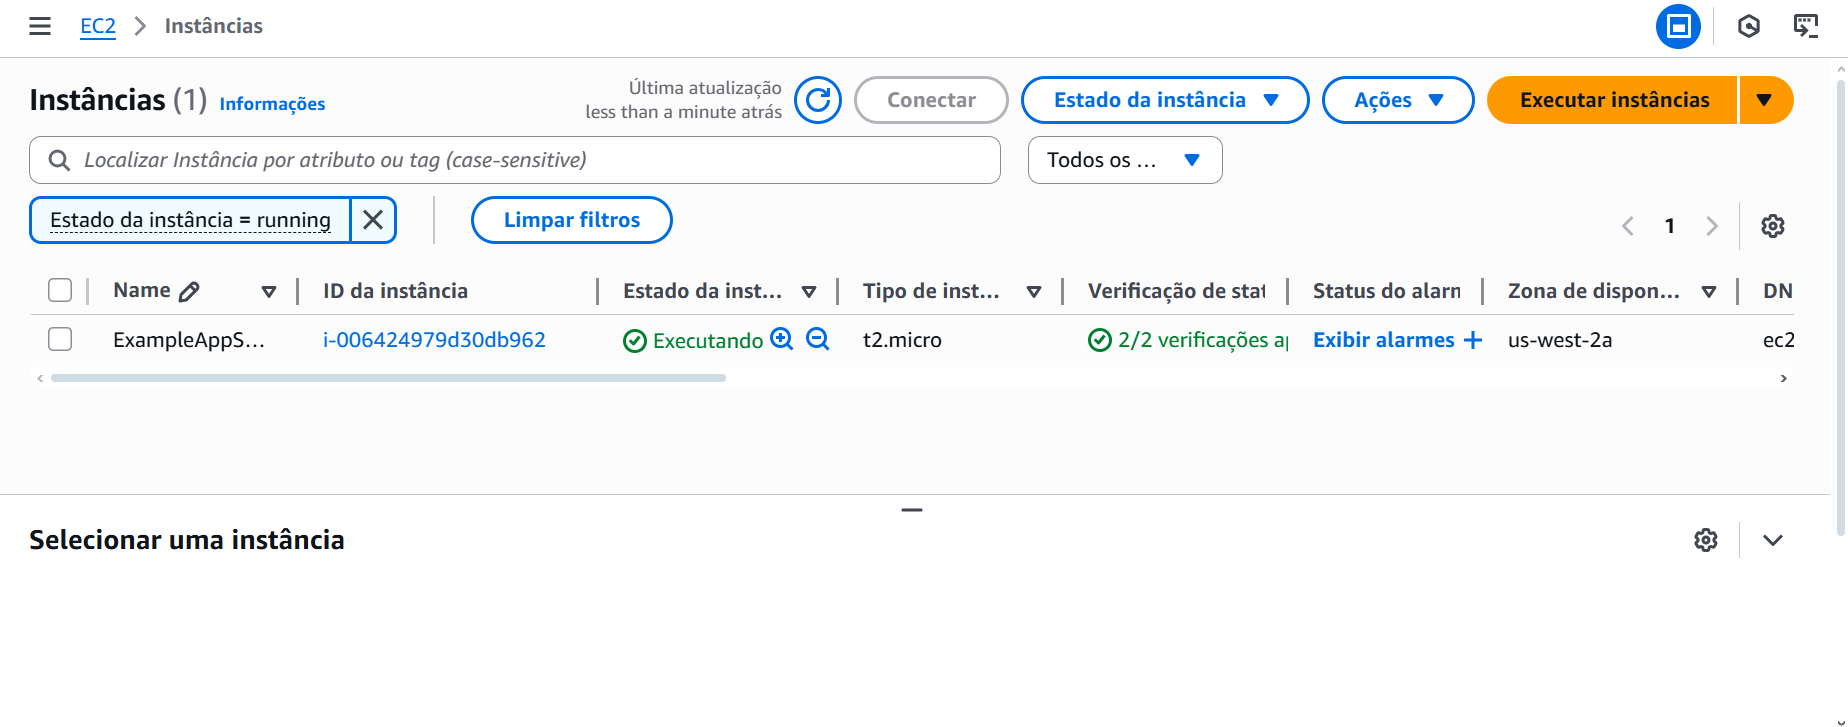 EC2 Instâncias
Instâncias (1) Informações
Última atualização
less than a minute atrás
Conectar
Estado da instância
Ações
Executar instâncias
Localizar Instância por atributo ou tag (case-sensitive)
Todos os ...
Estado da instância = running
Limpar filtros
1
Name ID da instância Estado da inst... Tipo de inst... Verificação de stat Status do alarn Zona de dispon... DN
ExampleAppS... i-006424979d30db962 Executando t2.micro 2/2 verificações a Exibir alarmes + us-west-2a ec2
Selecionar uma instância